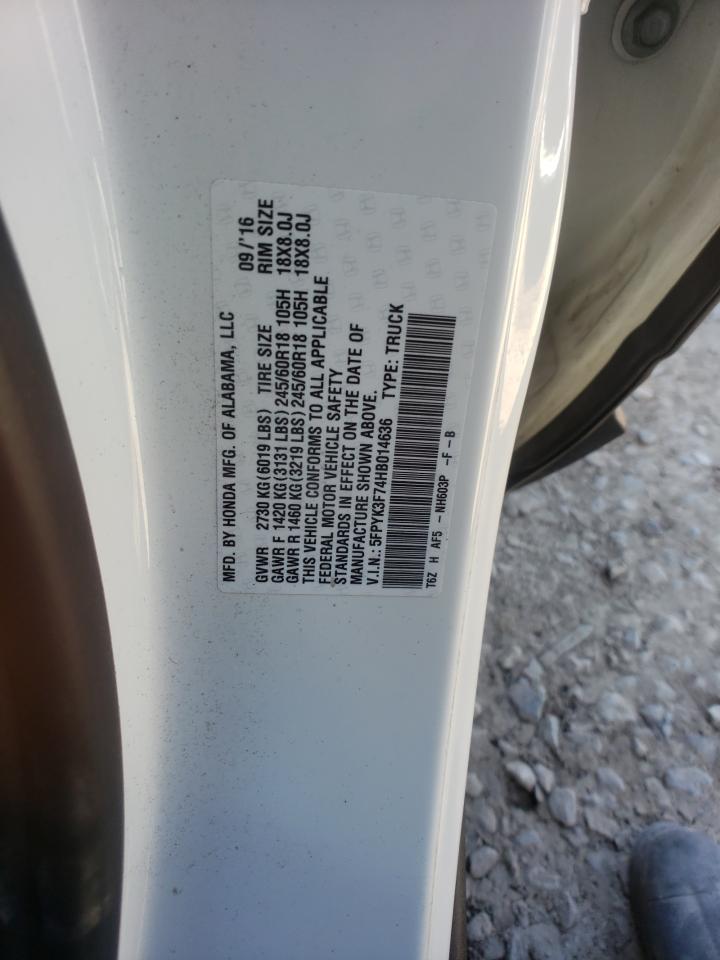 MFD. BY HONDA MFG. OF ALABAMA, LLC 09/'16
GVWR 2730 KG (6019 LBS) TIRE SIZE RIM SIZE
GAWR F 1420 KG (3131 LBS) 245/60R18 105H 18X8.0J
GAWR R 1460 KG (3219 LBS) 245/60R18 105H 18X8.0J
THIS VEHICLE CONFORMS TO ALL APPLICABLE
FEDERAL MOTOR VEHICLE SAFETY
STANDARDS IN EFFECT ON THE DATE OF
MANUFACTURE SHOWN ABOVE.
V.I.N.: 5FPYK3F74HB014636 TYPE: TRUCK
T6Z H AF5 - NH603P - F - B